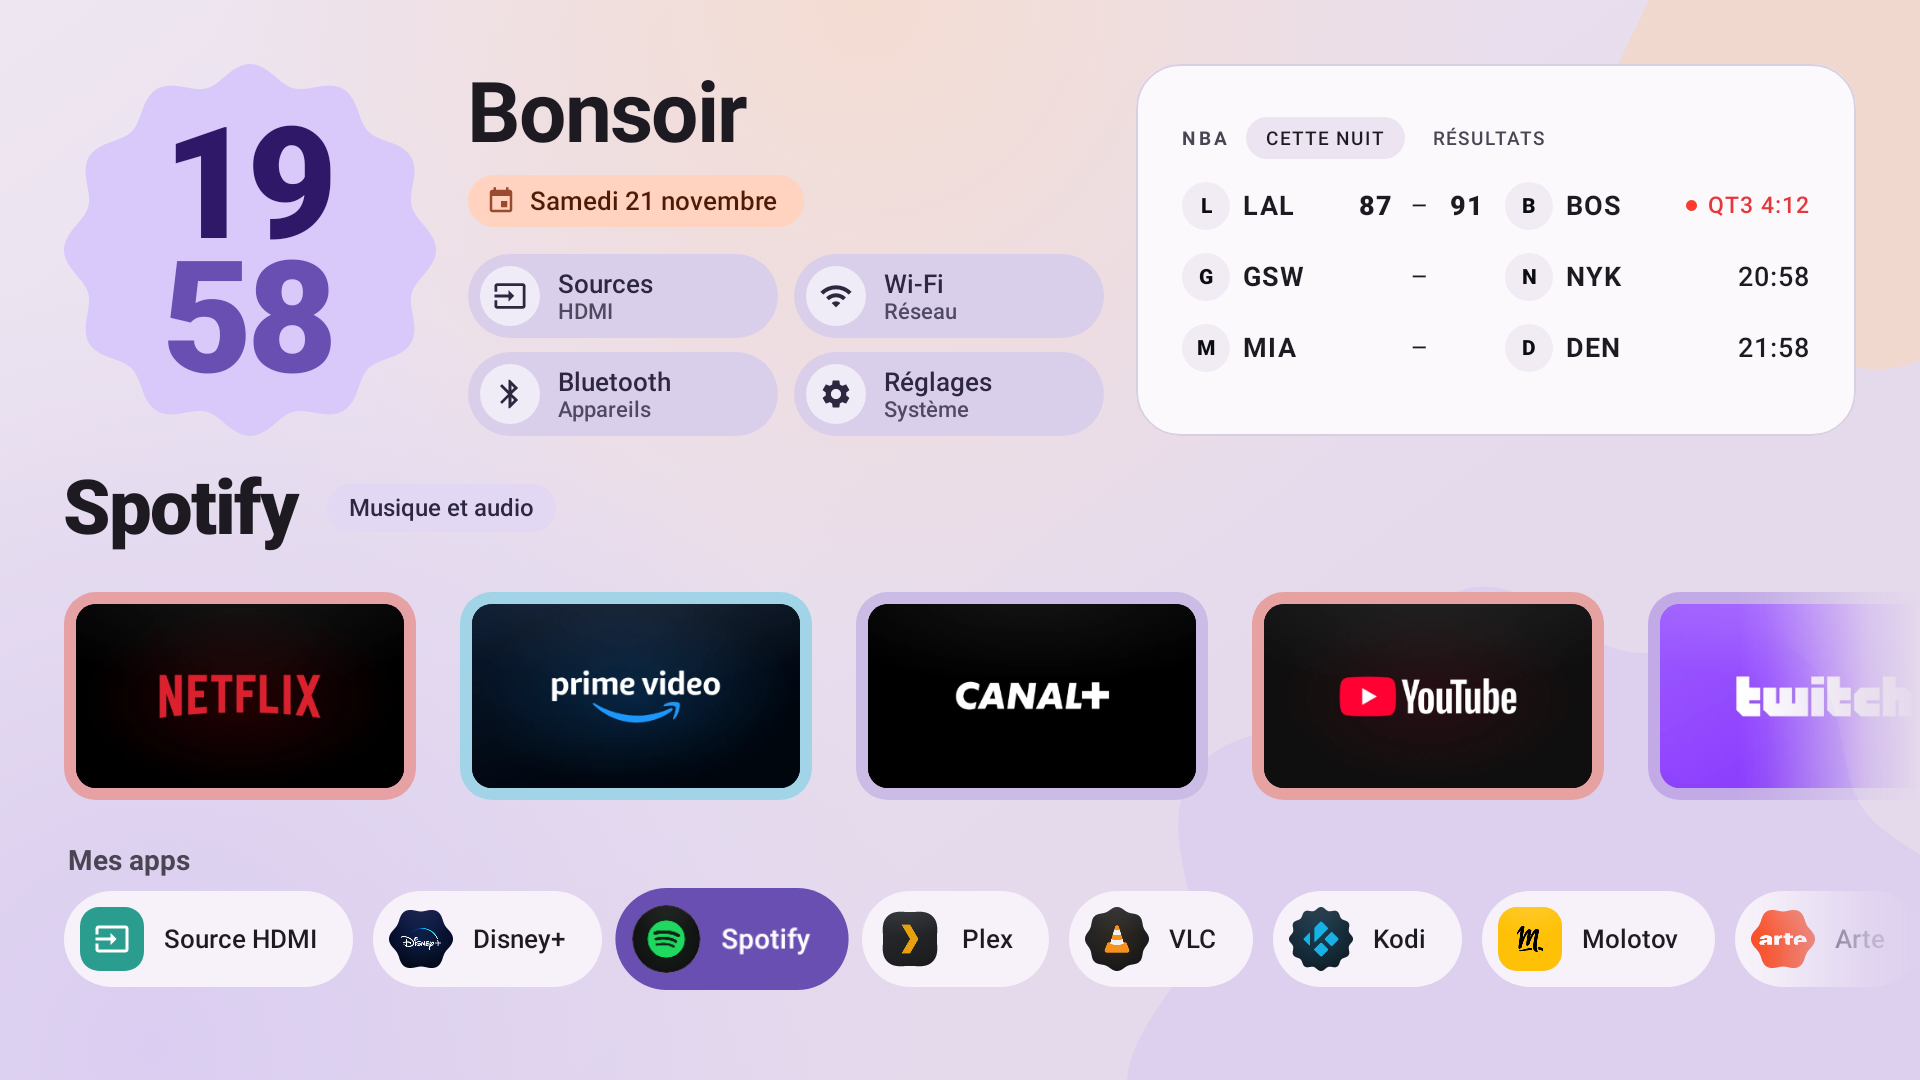 19
58
Bonsoir
Samedi 21 novembre
Sources
HDMI
Wi-Fi
Réseau
Bluetooth
Appareils
Réglages
Système
NBA CETTE NUIT RÉSULTATS
L LAL 87 – 91 B BOS QT3 4:12
G GSW – N NYK 20:58
M MIA – D DEN 21:58
Spotify Musique et audio
NETFLIX
prime video
CANAL+
YouTube
twitch
Mes apps
Source HDMI
Disney+ Disney+
Spotify
Plex
VLC
Kodi
M. Molotov
arte Arte